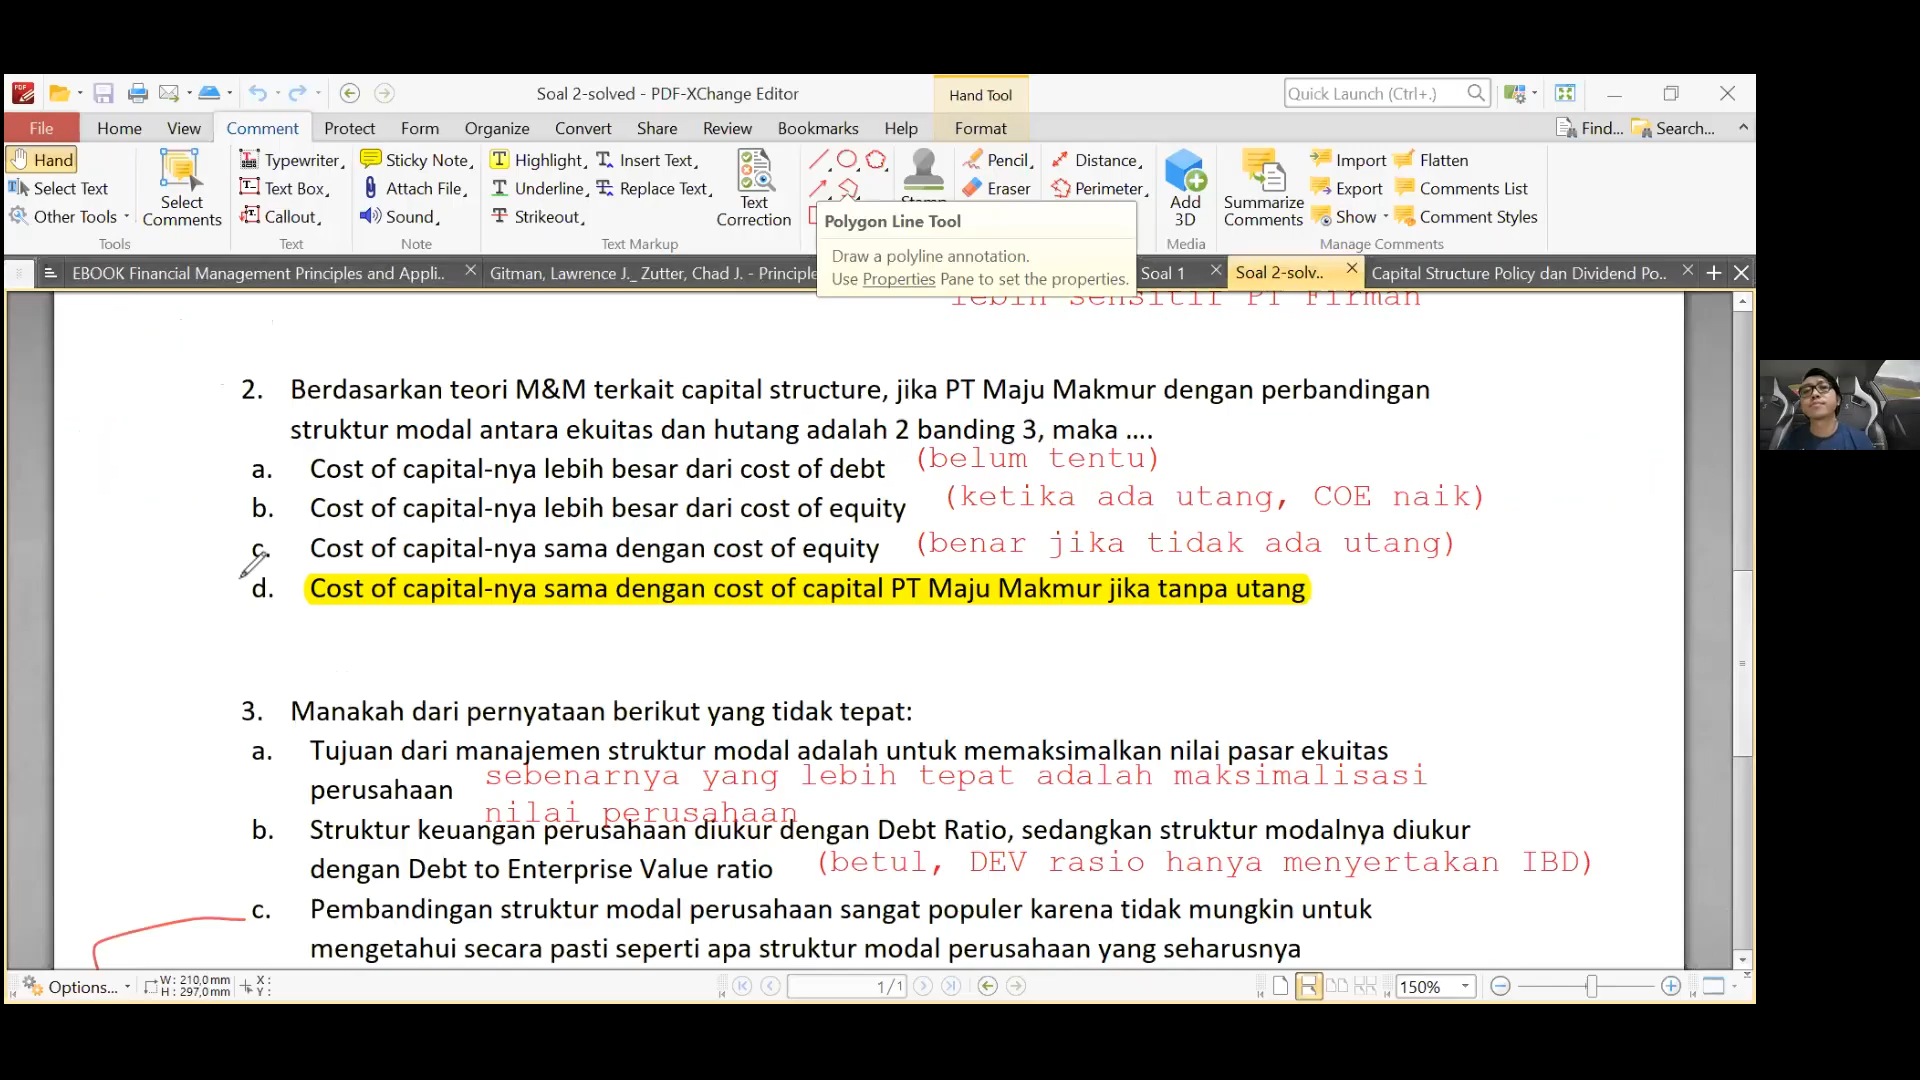 Soal 2-solved - PDF-XChange Editor
Hand Tool
Quick Launch (Ctrl+.)
File Home View Comment Protect Form Organize Convert Share Review Bookmarks Help Format Find... Search...
Hand Typewriter Sticky Note Highlight Insert Text Pencil Distance Import Flatten
Select Text Text Box Attach File Underline Replace Text Eraser Perimeter Export Comments List
Other Tools Select Comments Callout Sound Strikeout Text Correction Add 3D Summarize Comments Show Comment Styles
Tools Text Note Text Markup Media Manage Comments
Polygon Line Tool
Draw a polyline annotation.
Use Properties Pane to set the properties.
EBOOK Financial Management Principles and Appli.. Gitman, Lawrence J._ Zutter, Chad J. - Principle Soal 1 Soal 2-solv.. Capital Structure Policy dan Dividend Po..
lebih sensitif PT Firman
2. Berdasarkan teori M&M terkait capital structure, jika PT Maju Makmur dengan perbandingan
struktur modal antara ekuitas dan hutang adalah 2 banding 3, maka ....
a. Cost of capital-nya lebih besar dari cost of debt (belum tentu)
b. Cost of capital-nya lebih besar dari cost of equity (ketika ada utang, COE naik)
c. Cost of capital-nya sama dengan cost of equity (benar jika tidak ada utang)
d. Cost of capital-nya sama dengan cost of capital PT Maju Makmur jika tanpa utang
3. Manakah dari pernyataan berikut yang tidak tepat:
a. Tujuan dari manajemen struktur modal adalah untuk memaksimalkan nilai pasar ekuitas
perusahaan sebenarnya yang lebih tepat adalah maksimalisasi
nilai perusahaan
b. Struktur keuangan perusahaan diukur dengan Debt Ratio, sedangkan struktur modalnya diukur
dengan Debt to Enterprise Value ratio (betul, DEV rasio hanya menyertakan IBD)
c. Pembandingan struktur modal perusahaan sangat populer karena tidak mungkin untuk
mengetahui secara pasti seperti apa struktur modal perusahaan yang seharusnya
Options... W: 210,0mm X:
H: 297,0mm Y:
1/1
150%